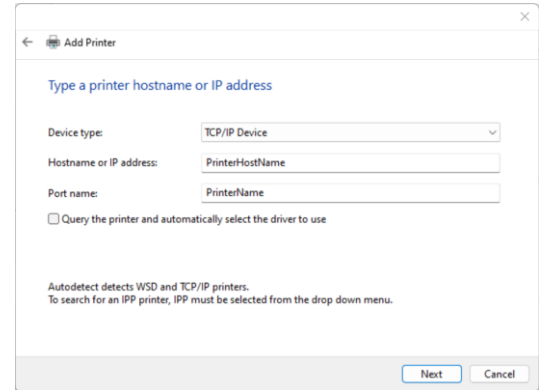 Add Printer
Type a printer hostname or IP address
Device type: TCP/IP Device
Hostname or IP address: PrinterHostName
Port name: PrinterName
Query the printer and automatically select the driver to use
Autodetect detects WSD and TCP/IP printers.
To search for an IPP printer, IPP must be selected from the drop down menu.
Next Cancel